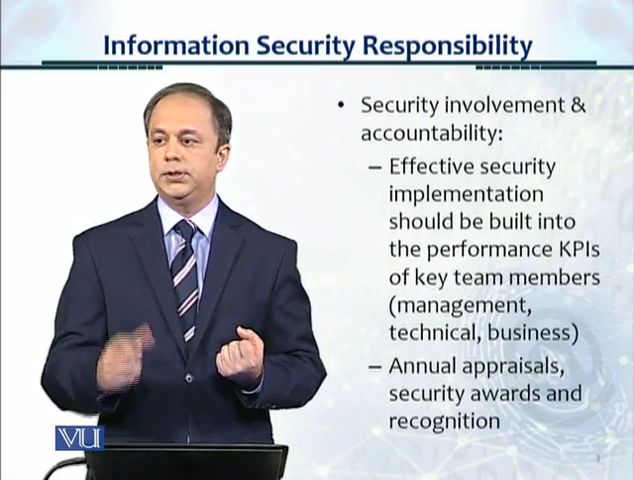 Information Security Responsibility
• Security involvement &
accountability:
– Effective security
implementation
should be built into
the performance KPIs
of key team members
(management,
technical, business)
– Annual appraisals,
security awards and
recognition
VU